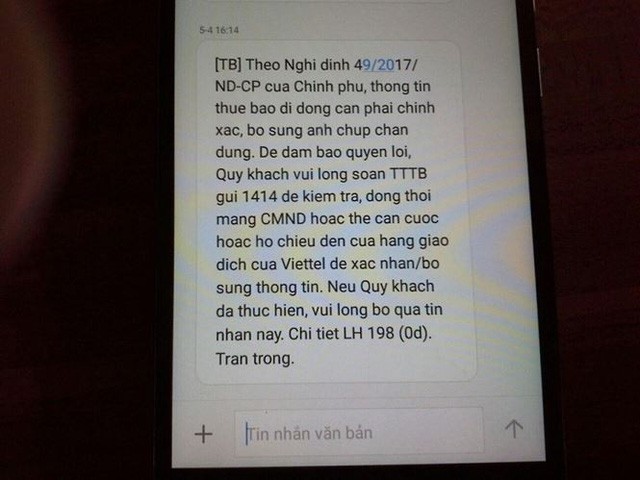 5-4 16:14
[TB] Theo Nghi dinh 49/2017/
ND-CP cua Chinh phu, thong tin
thue bao di dong can phai chinh
xac, bo sung anh chup chan
dung. De dam bao quyen loi,
Quy khach vui long soan TTTB
gui 1414 de kiem tra, dong thoi
mang CMND hoac the can cuoc
hoac ho chieu den cua hang giao
dich cua Viettel de xac nhan/bo
sung thong tin. Neu Quy khach
da thuc hien, vui long bo qua tin
nhan nay. Chi tiet LH 198 (0d).
Tran trong.
Tin nhắn văn bản